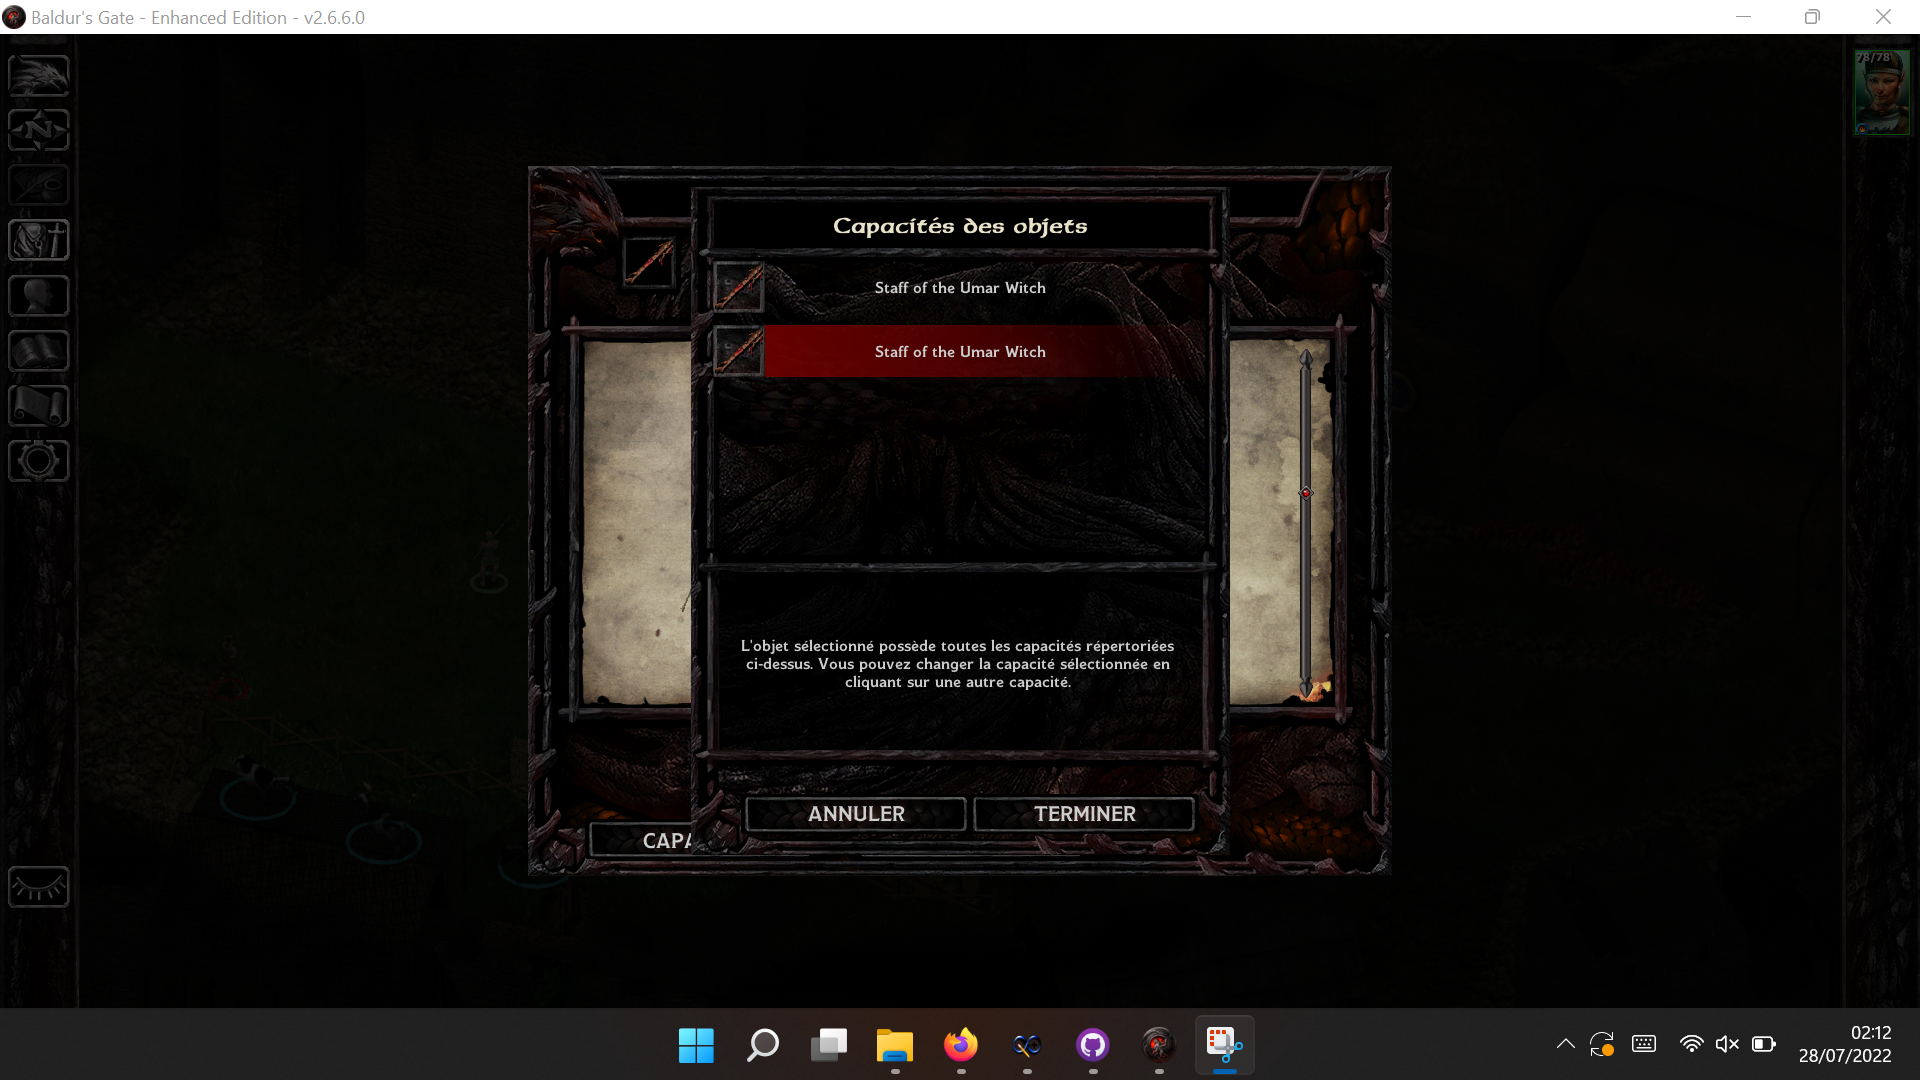 Baldur's Gate - Enhanced Edition - v2.6.6.0
78/78
N
Capacités des objets
Staff of the Umar Witch
Staff of the Umar Witch
L'objet sélectionné possède toutes les capacités répertoriées
ci-dessus. Vous pouvez changer la capacité sélectionnée en
cliquant sur une autre capacité.
ANNULER
TERMINER
CAPA
02:12
28/07/2022